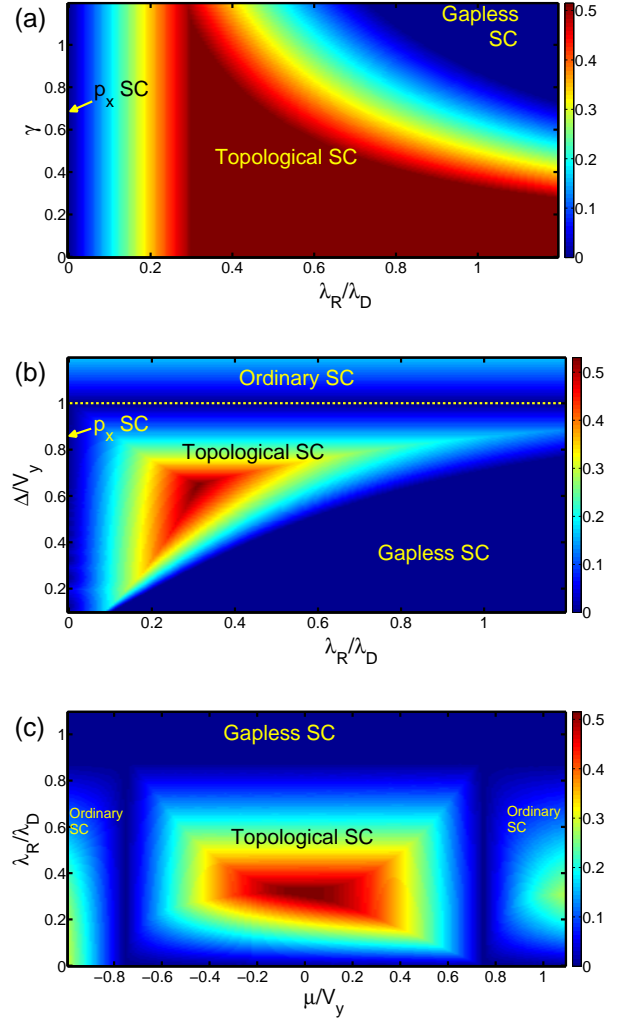 (a)
Gapless
SC
p_x SC
Topological SC
γ
1
0.8
0.6
0.4
0.2
0
0
0.2
0.4
0.6
0.8
1
λ_R/λ_D
0.5
0.4
0.3
0.2
0.1
0
(b)
Ordinary SC
p_x SC
Topological SC
Gapless SC
Δ/V_y
1
0.8
0.6
0.4
0.2
0
0.2
0.4
0.6
0.8
1
λ_R/λ_D
0.5
0.4
0.3
0.2
0.1
0
(c)
Gapless SC
Ordinary
SC
Topological SC
Ordinary
SC
λ_R/λ_D
1
0.8
0.6
0.4
0.2
0
−0.8
−0.6
−0.4
−0.2
0
0.2
0.4
0.6
0.8
1
μ/V_y
0.5
0.4
0.3
0.2
0.1
0